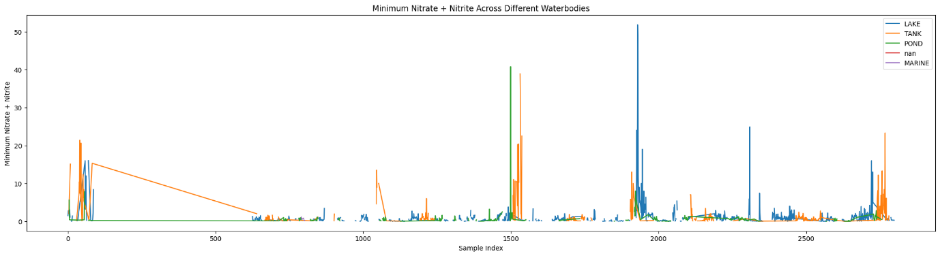 Minimum Nitrate + Nitrite Across Different Waterbodies
LAKE
TANK
POND
nan
MARINE
Minimum Nitrate + Nitrite
50
40
30
20
10
0
0
500
1000
1500
2000
2500
Sample Index